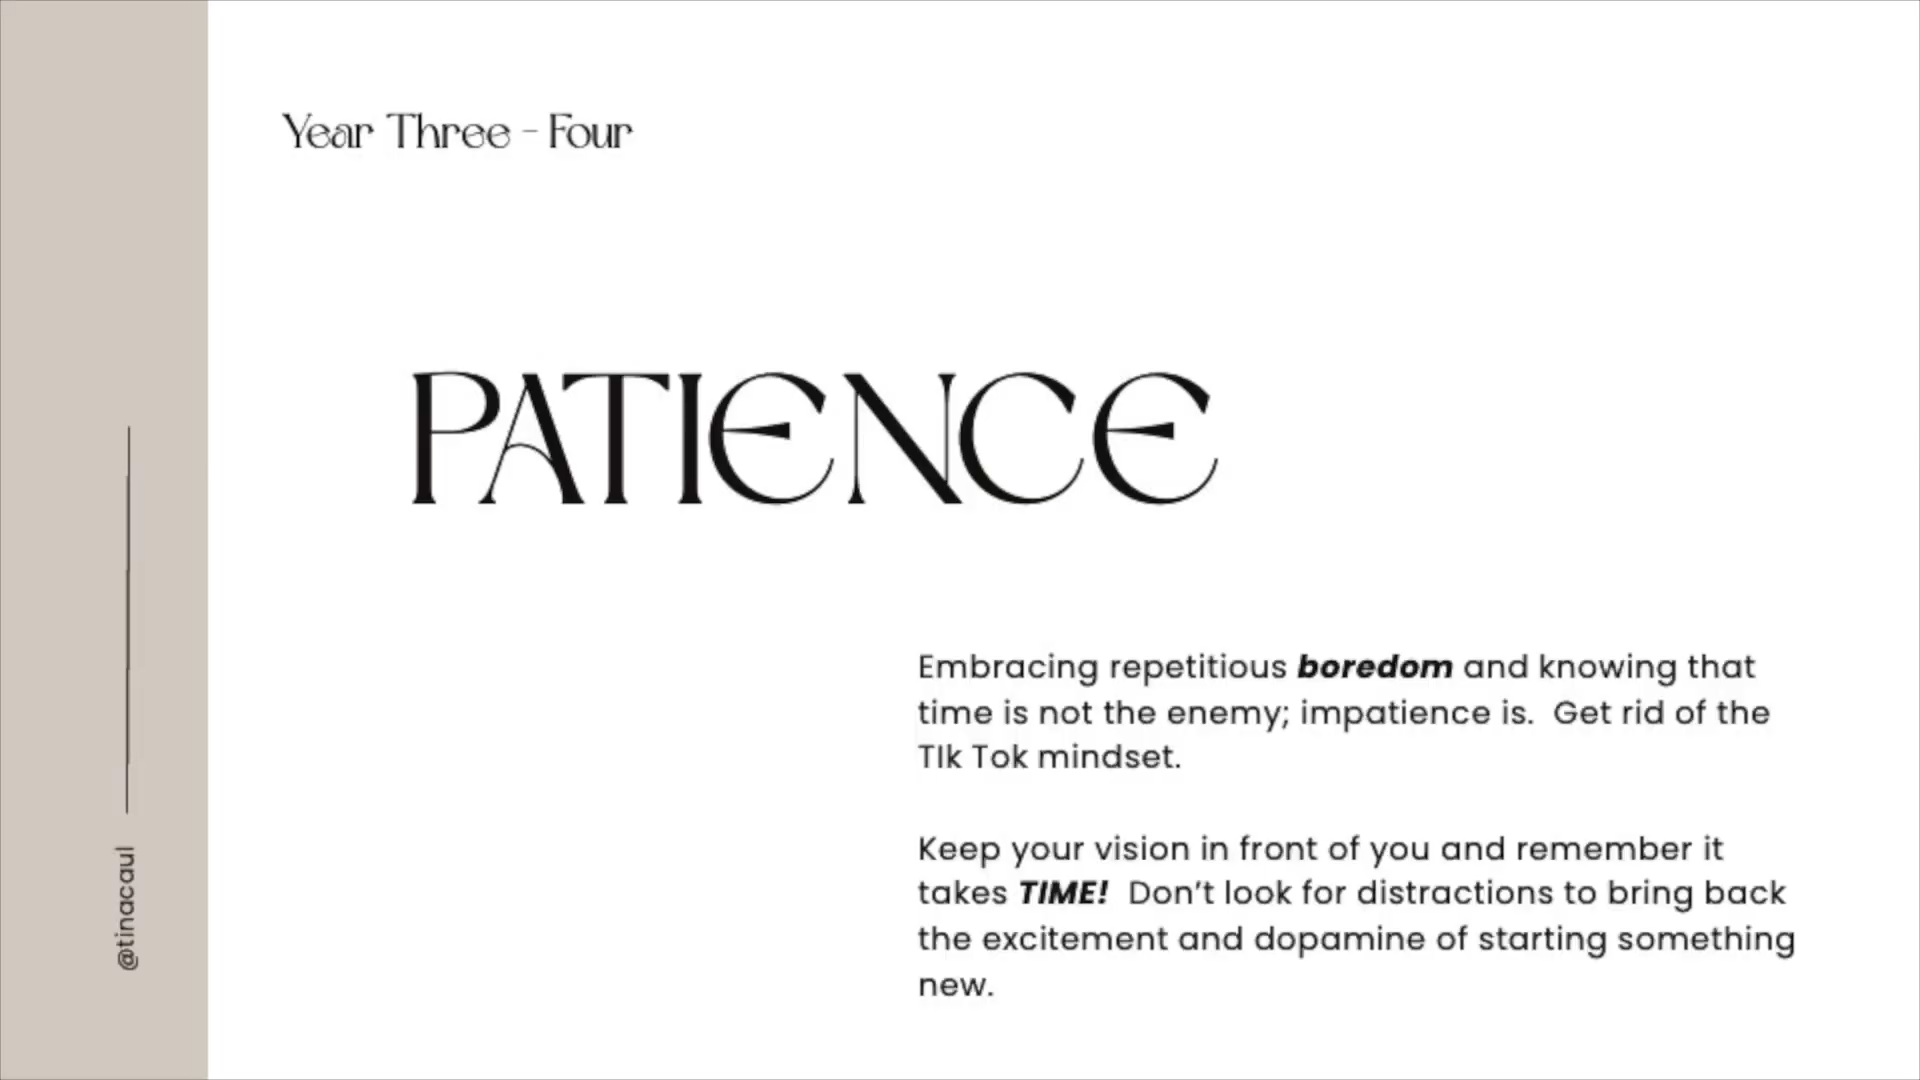 Year Three - Four
PATIENCE
Embracing repetitious boredom and knowing that
time is not the enemy; impatience is.  Get rid of the
TIk Tok mindset.
Keep your vision in front of you and remember it
takes TIME!  Don’t look for distractions to bring back
the excitement and dopamine of starting something
new.
@tinacaul